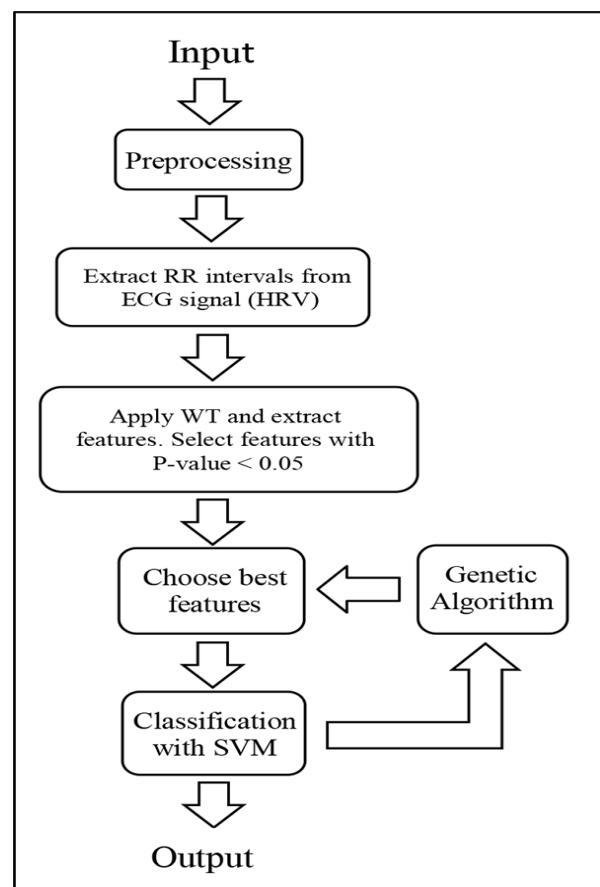 Input
Preprocessing
Extract RR intervals from
ECG signal (HRV)
Apply WT and extract
features. Select features with
P-value < 0.05
Choose best
features
Genetic
Algorithm
Classification
with SVM
Output